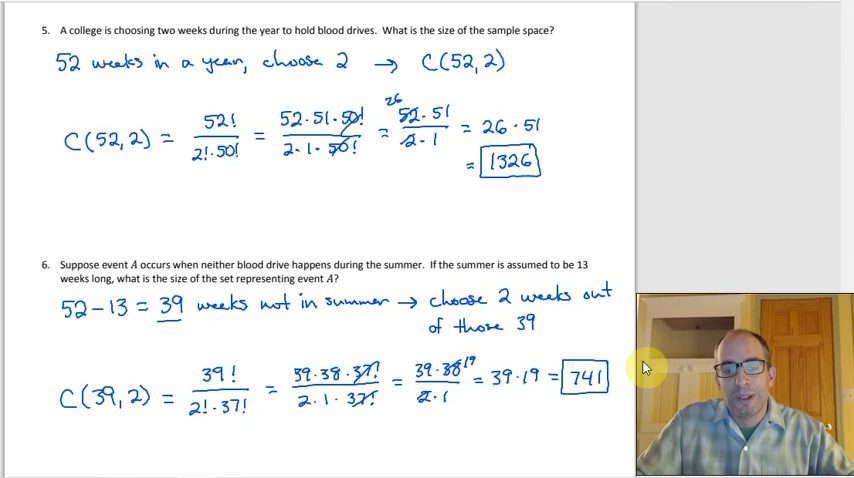 5. A college is choosing two weeks during the year to hold blood drives. What is the size of the sample space?
52 weeks in a year, choose 2 → C(52,2)
C(52,2) = 52! / 2!·50! = 52·51·50! / 2·1·50! = 26 52·51 / 2·1 = 26·51
= 1326
6. Suppose event A occurs when neither blood drive happens during the summer. If the summer is assumed to be 13
weeks long, what is the size of the set representing event A?
52-13 = 39 weeks not in summer → choose 2 weeks out
of those 39
C(39,2) = 39! / 2!·37! = 39·38·37! / 2·1·37! = 39·38 19 / 2·1 = 39·19 = 741